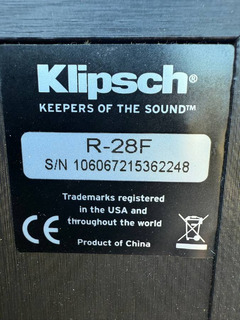 Klipsch®
KEEPERS OF THE SOUND™
R-28F
S/N 106067215362248
Trademarks registered
in the USA and
throughout the world
CE
Product of China